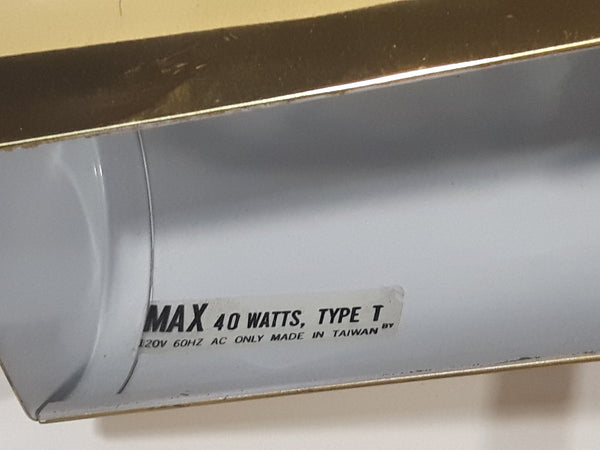 MAX 40 WATTS, TYPE T
120V 60HZ AC ONLY MADE IN TAIWAN BY